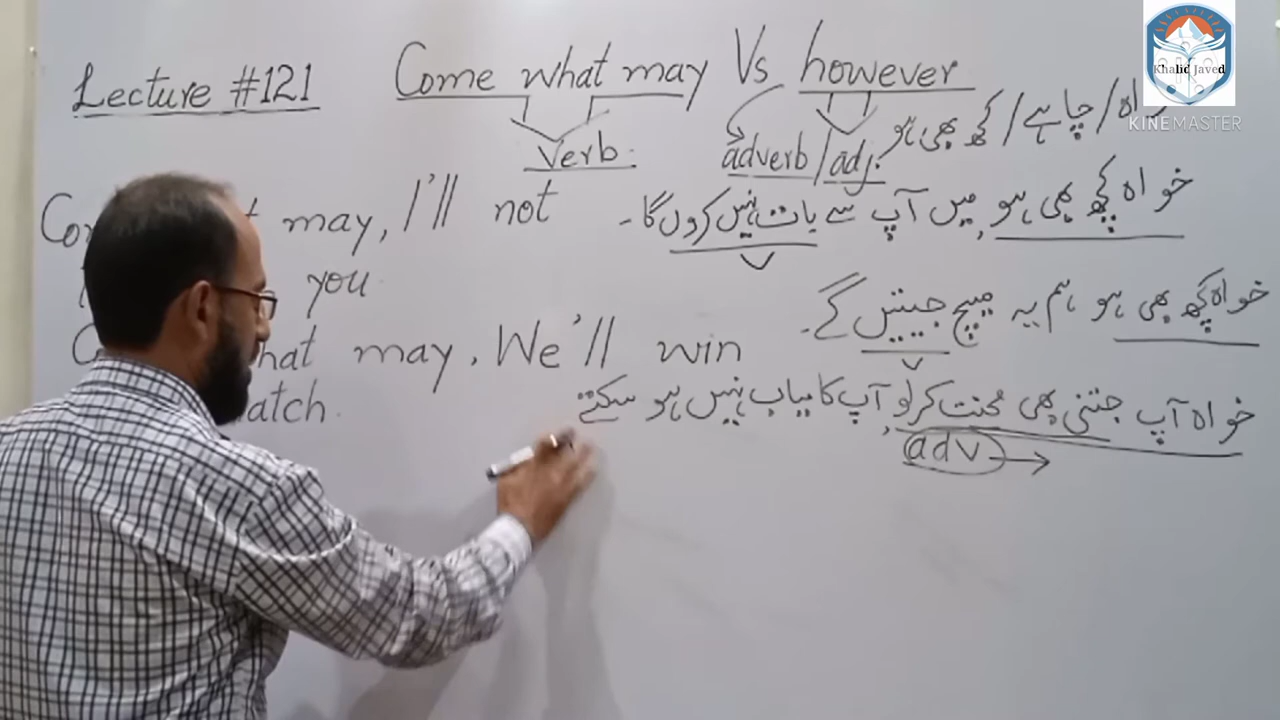 Lecture #121
Come what may Vs however
خواہ/چاہے/کچھ بھی ہو
Verb.
adverb/adj.
may, I'll not
خواہ کچھ بھی ہو, میں آپ سے بات نہیں کروں گا۔
you.
خواہ کچھ بھی ہو ہم یہ میچ جیتیں گے۔
hat may, We'll win
atch.
خواہ آپ جتنی بھی محنت کرلو, آپ کامیاب نہیں ہو سکتے
adv
Khalid Javed
KINEMASTER